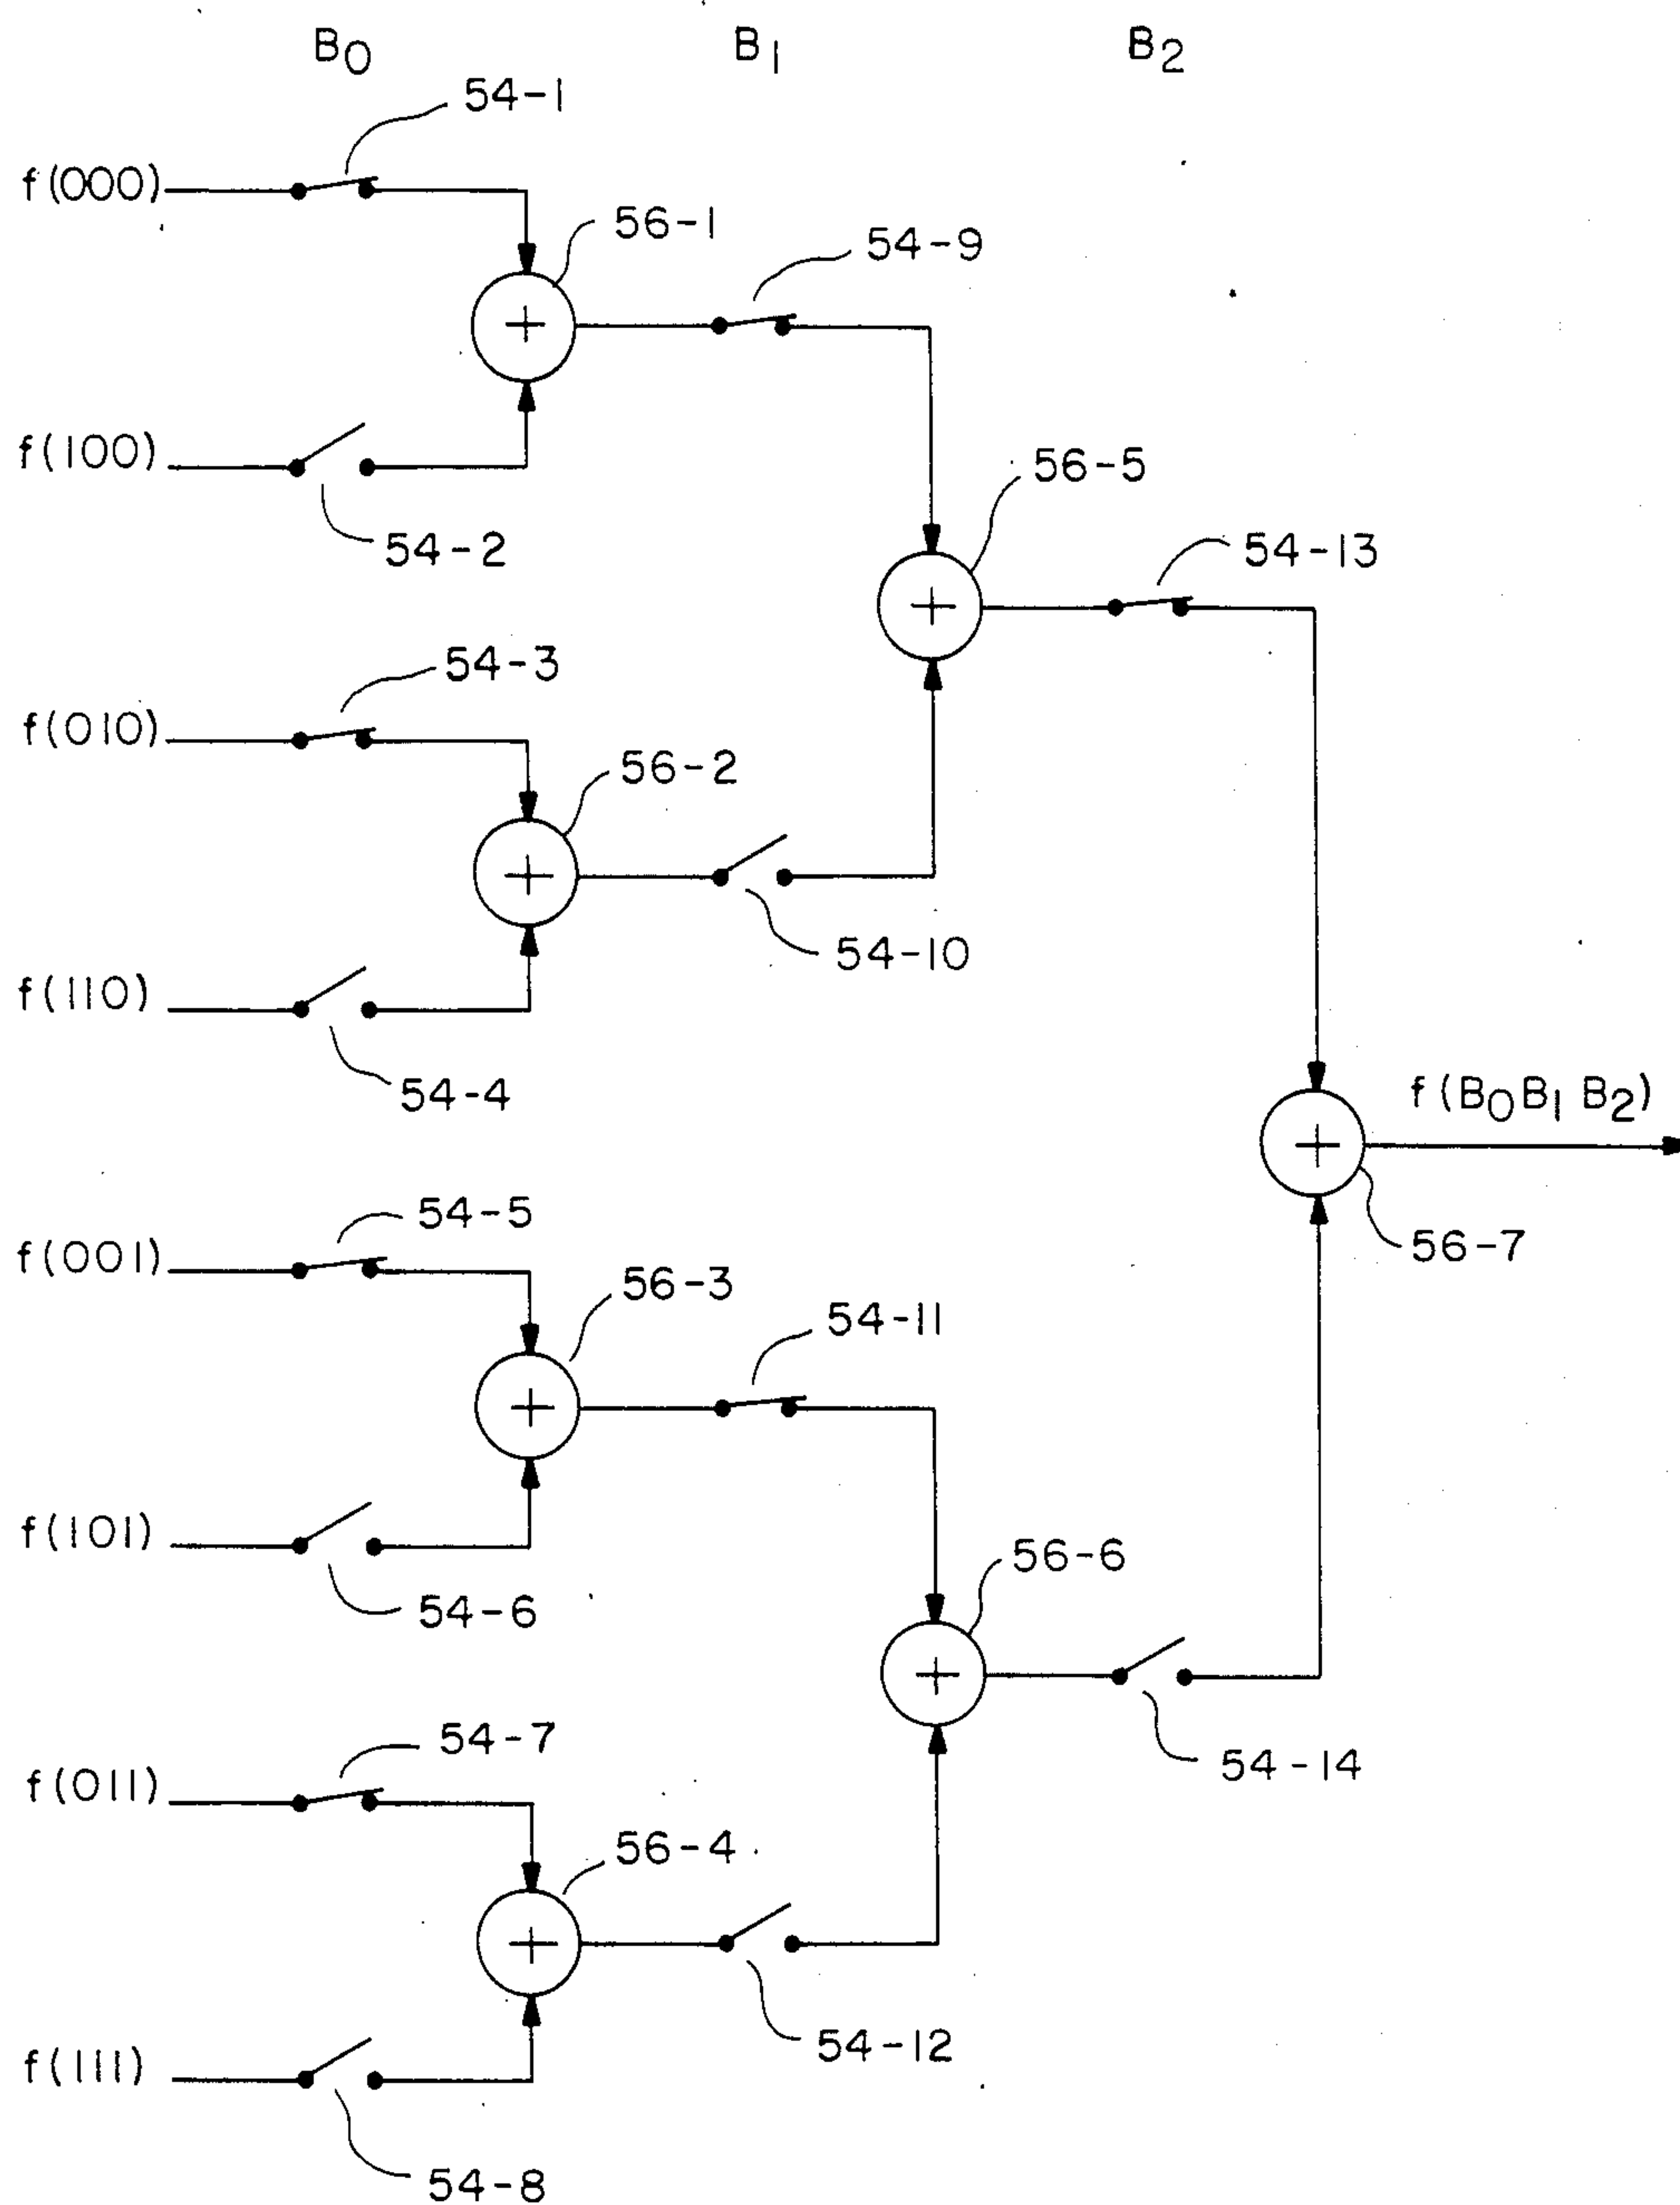 B0 B1 B2
54-1
f(000)
56-1
54-9
f(100)
56-5
54-2
54-13
54-3
f(010)
56-2
54-10
f(110)
54-4
f(B0 B1 B2)
54-5
56-7
f(001)
56-3
54-11
f(101)
56-6
54-6
54-7
54-14
f(011)
56-4
54-12
f(111)
54-8